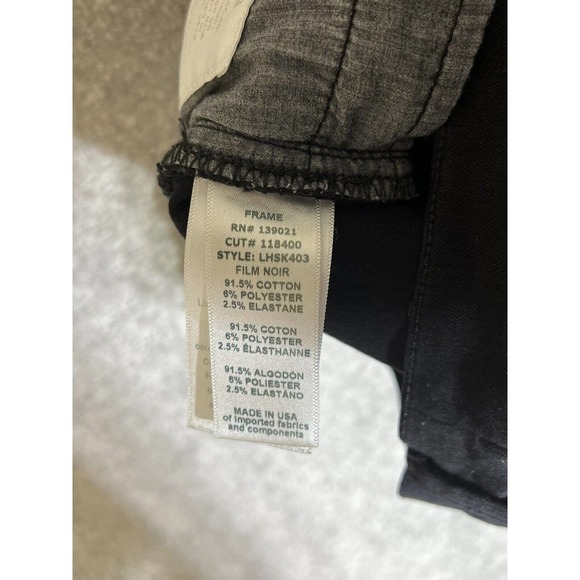 FRAME
RN# 139021
CUT# 118400
STYLE: LHSK403
FILM NOIR
91.5% COTTON
6% POLYESTER
2.5% ELASTANE
91.5% COTON
6% POLYESTER
2.5% ÉLASTHANNE
91.5% ALGODÓN
6% POLIESTER
2.5% ELASTÁNO
MADE IN USA
of imported fabrics
and components